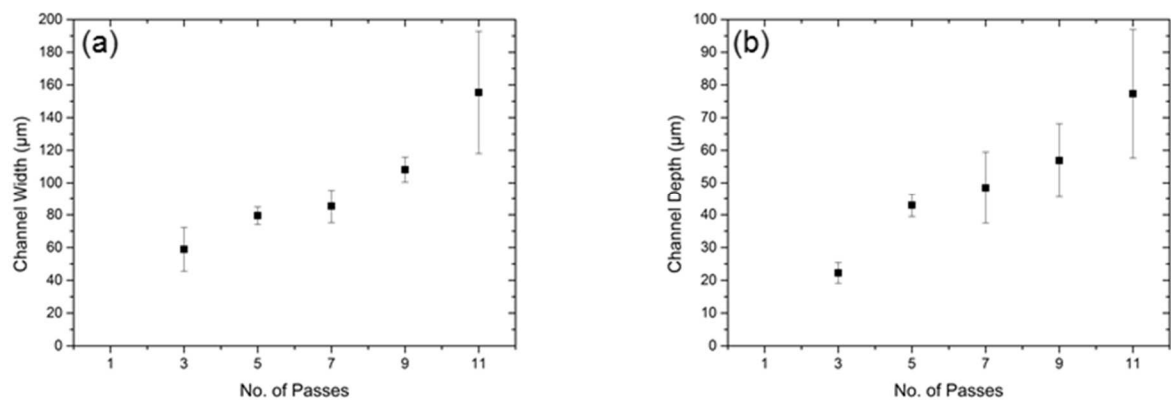 (a)
Channel Width (µm)
200
180
160
140
120
100
80
60
40
20
0
1 3 5 7 9 11
No. of Passes
(b)
Channel Depth (µm)
100
90
80
70
60
50
40
30
20
10
0
1 3 5 7 9 11
No. of Passes